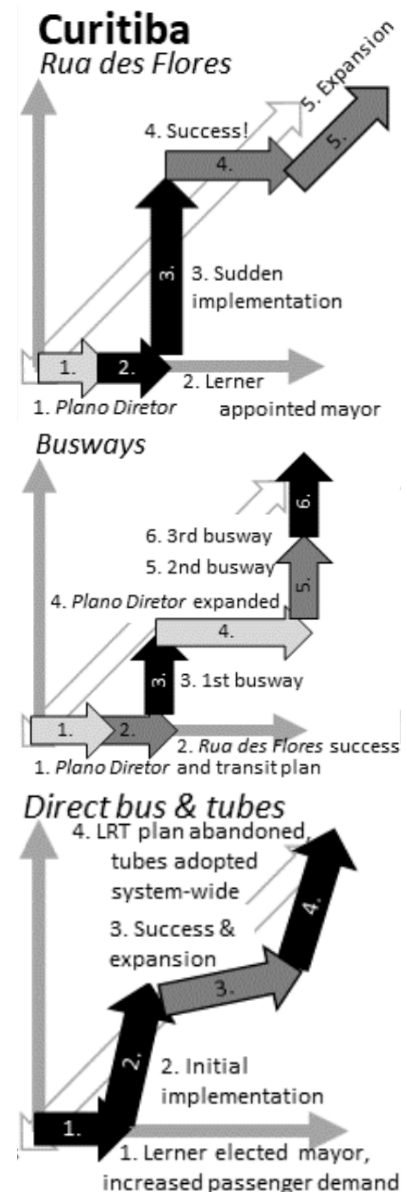 Curitiba
Rua des Flores
5. Expansion
4. Success!
4.
5.
3.
3. Sudden
implementation
1.
2.
2. Lerner
1. Plano Diretor
appointed mayor
Busways
6.
6. 3rd busway
5. 2nd busway
5.
4. Plano Diretor expanded
4.
3.
3. 1st busway
1.
2.
2. Rua des Flores success
1. Plano Diretor and transit plan
Direct bus & tubes
4. LRT plan abandoned,
tubes adopted
system-wide
4.
3. Success &
expansion
3.
2.
2. Initial
implementation
1.
1. Lerner elected mayor,
increased passenger demand